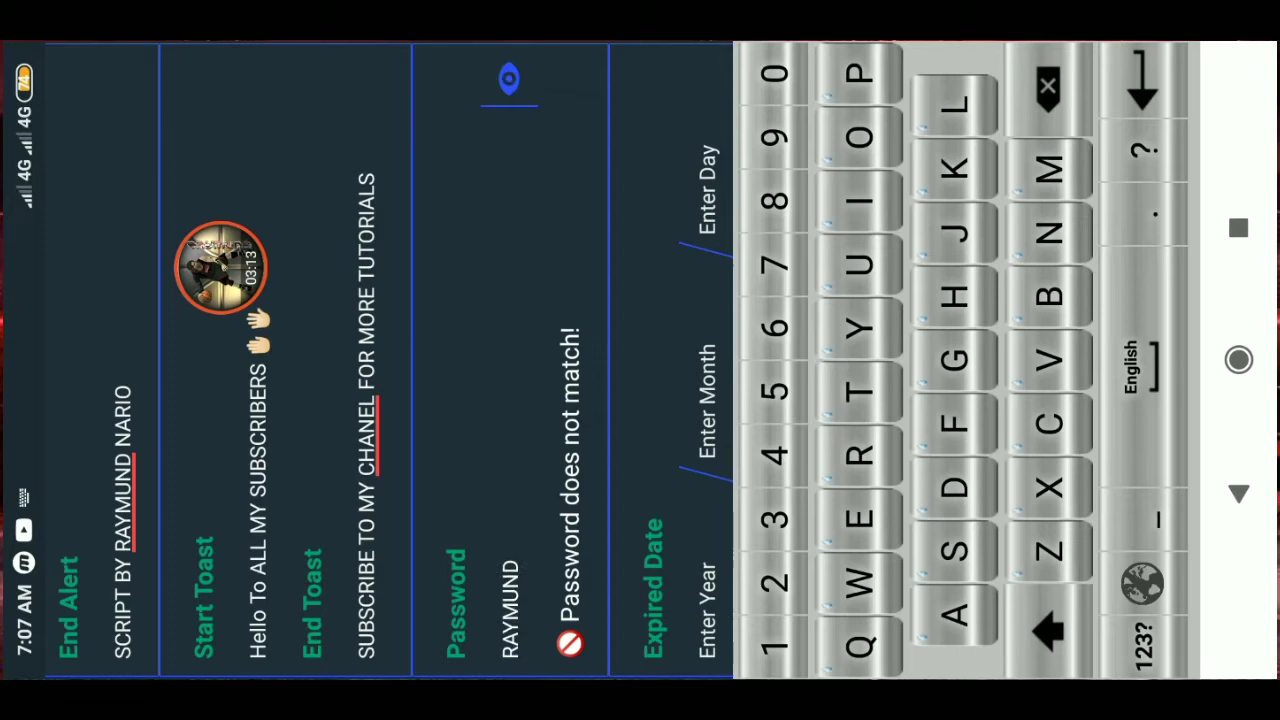 7:07 AM 4G 4G 74
End Alert
SCRIPT BY RAYMUND NARIO
Start Toast
03:13
Hello To ALL MY SUBSCRIBERS 👋🏼👋🏼
End Toast
SUBSCRIBE TO MY CHANEL FOR MORE TUTORIALS
Password
RAYMUND
🚫 Password does not match!
Expired Date
Enter Year Enter Month Enter Day
1 2 3 4 5 6 7 8 9 0
Q W E R T Y U I O P
A S D F G H J K L
Z X C V B N M
123? _ English . ?